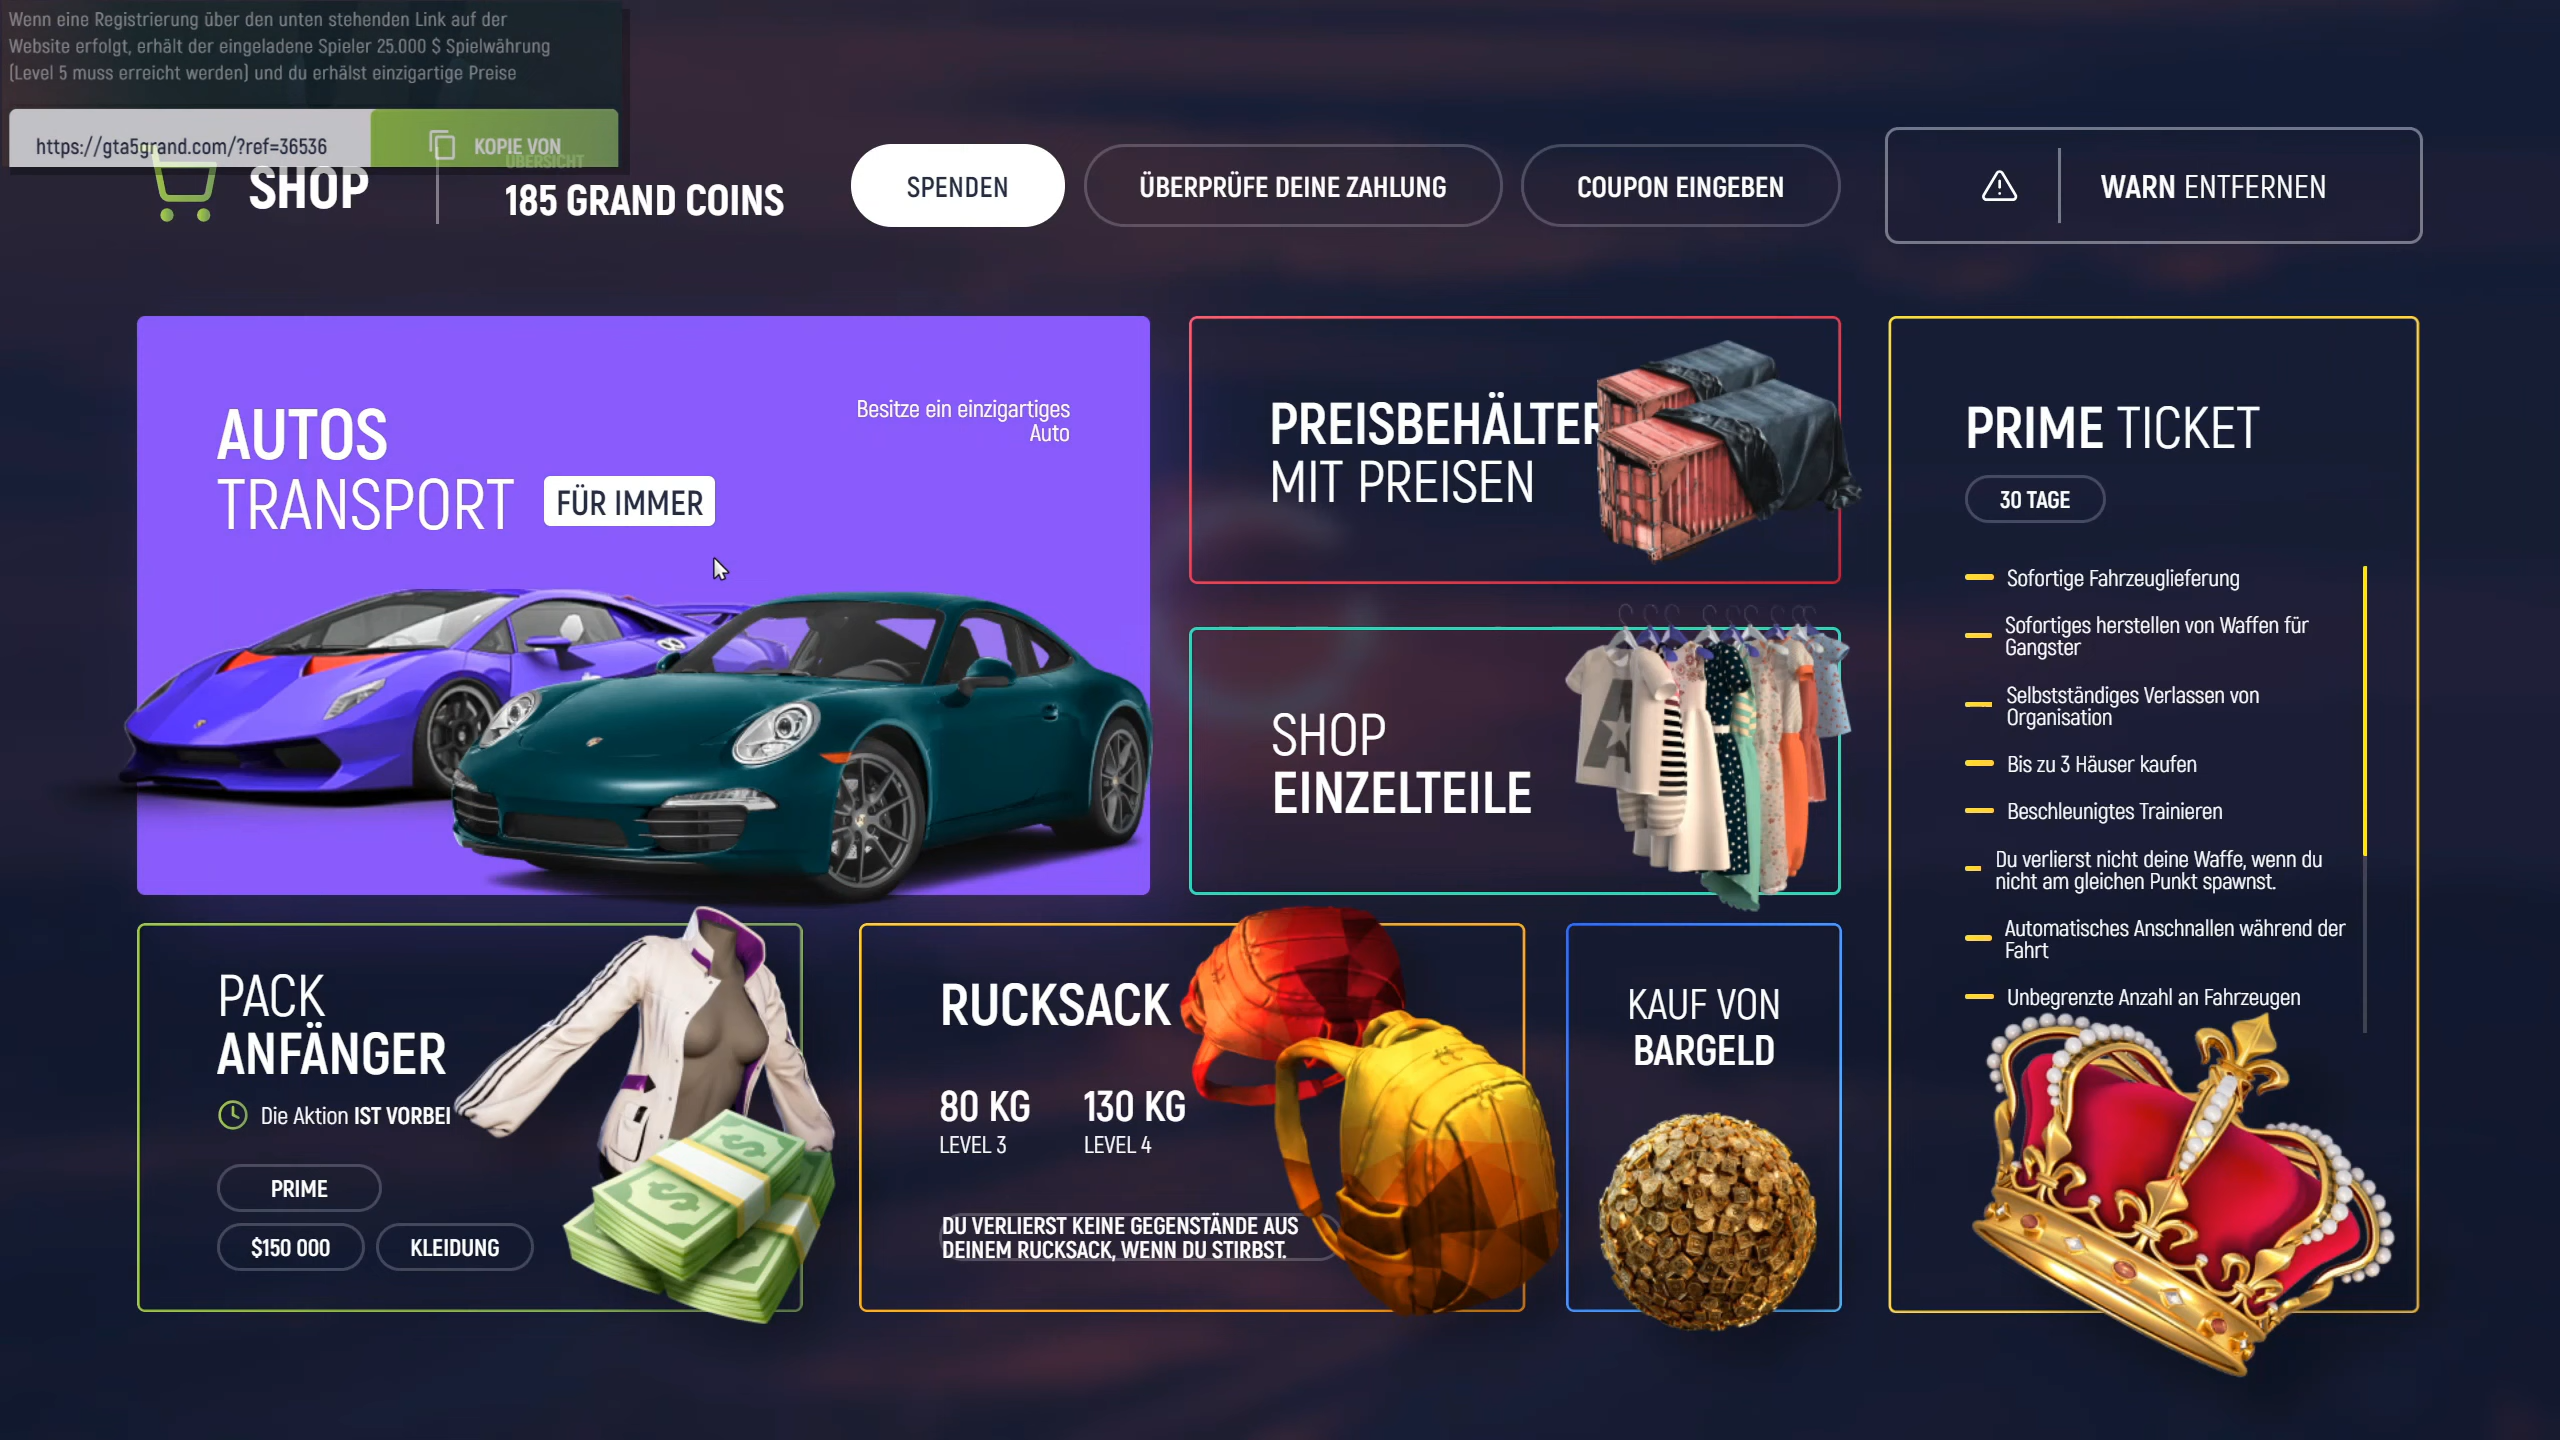 Wenn eine Registrierung über den unten stehenden Link auf der
Website erfolgt, erhält der eingeladene Spieler 25.000 $ Spielwährung
(Level 5 muss erreicht werden) und du erhälst einzigartige Preise
https://gta5grand.com/?ref=36536
KOPIE VON
SHOP
ÜBERSICHT
185 GRAND COINS
SPENDEN
ÜBERPRÜFE DEINE ZAHLUNG
COUPON EINGEBEN
WARN ENTFERNEN
AUTOS
TRANSPORT
FÜR IMMER
Besitze ein einzigartiges
Auto
PREISBEHÄLTER
MIT PREISEN
SHOP
EINZELTEILE
PRIME TICKET
30 TAGE
Sofortige Fahrzeuglieferung
Sofortiges herstellen von Waffen für
Gangster
Selbstständiges Verlassen von
Organisation
Bis zu 3 Häuser kaufen
Beschleunigtes Trainieren
Du verlierst nicht deine Waffe, wenn du
nicht am gleichen Punkt spawnst.
Automatisches Anschnallen während der
Fahrt
Unbegrenzte Anzahl an Fahrzeugen
PACK
ANFÄNGER
Die Aktion IST VORBEI
PRIME
$150 000
KLEIDUNG
RUCKSACK
80 KG
LEVEL 3
130 KG
LEVEL 4
DU VERLIERST KEINE GEGENSTÄNDE AUS
DEINEM RUCKSACK, WENN DU STIRBST.
KAUF VON
BARGELD